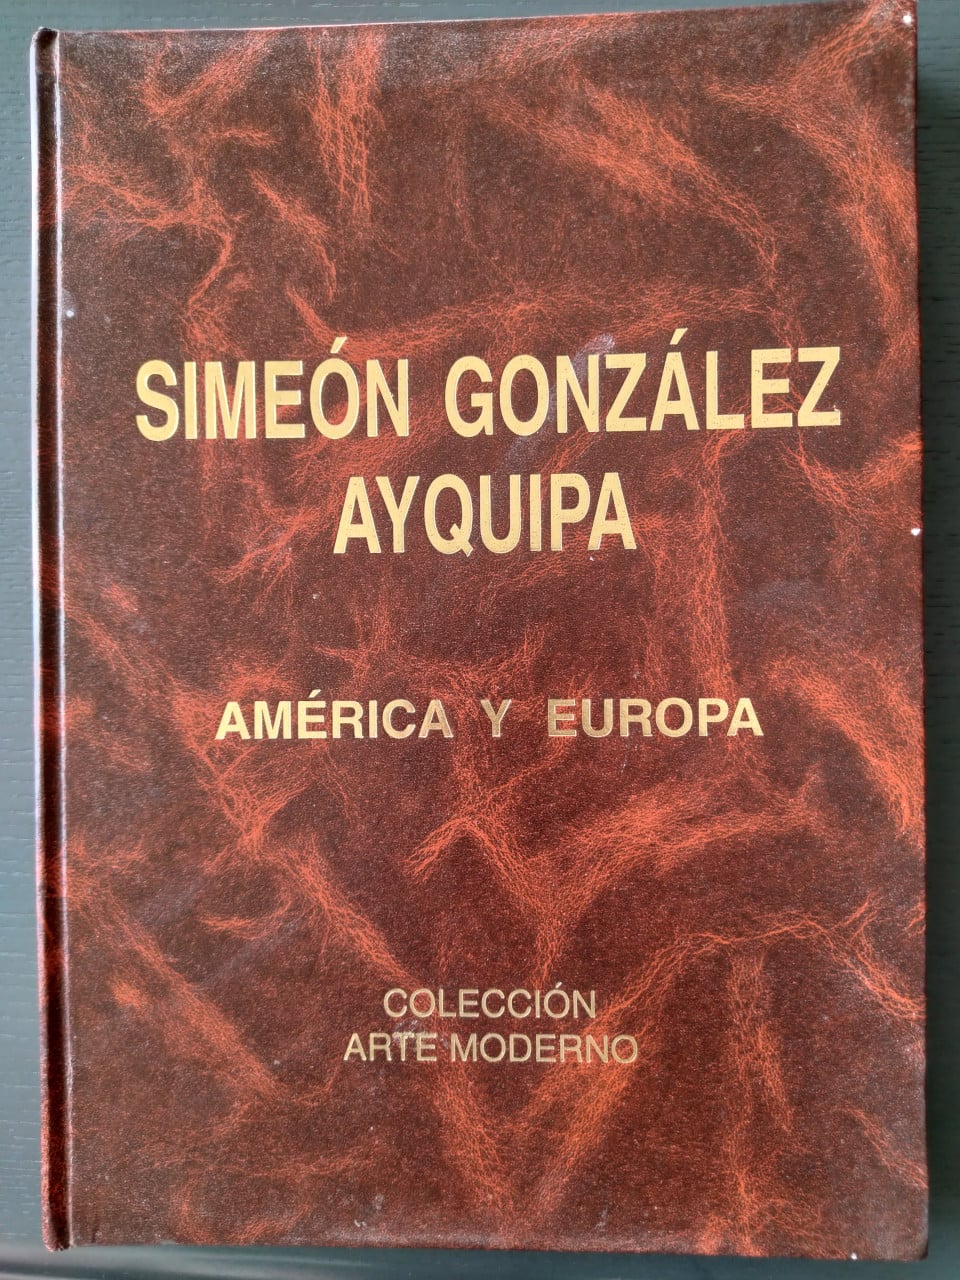 SIMEÓN GONZÁLEZ
AYQUIPA
AMÉRICA Y EUROPA
COLECCIÓN
ARTE MODERNO